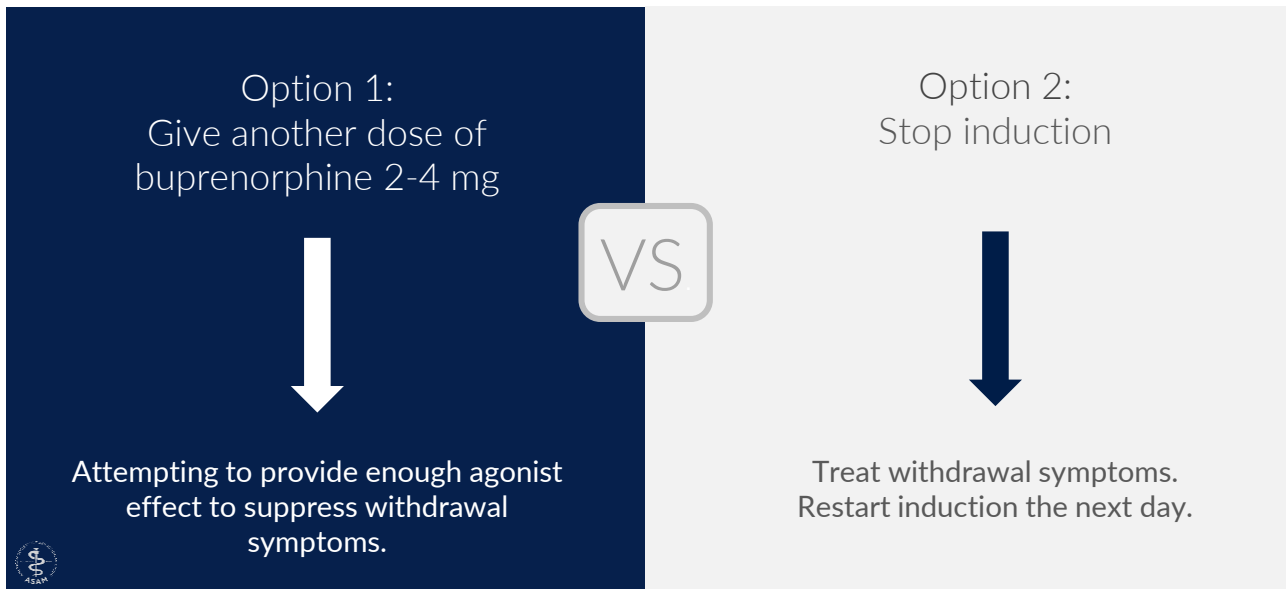 Option 1:
Give another dose of
buprenorphine 2-4 mg
Attempting to provide enough agonist
effect to suppress withdrawal
symptoms.
VS.
Option 2:
Stop induction
Treat withdrawal symptoms.
Restart induction the next day.
ASAM